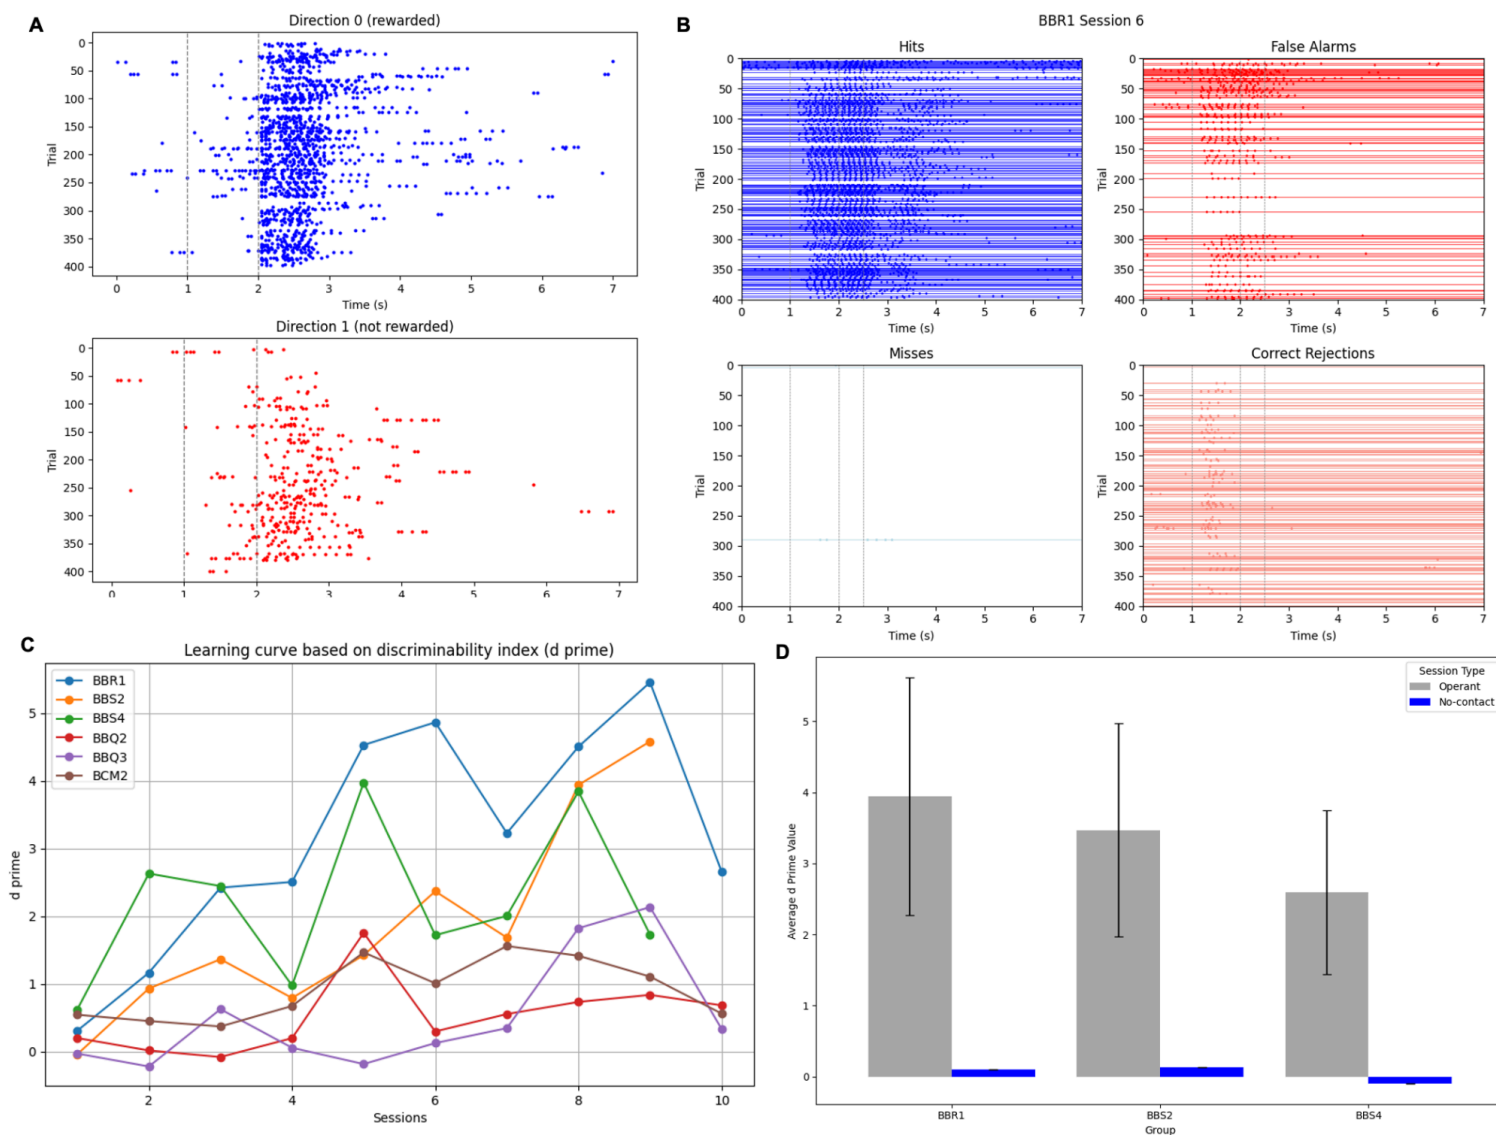 A
Direction 0 (rewarded)
0
50
100
150
200
250
300
350
400
Trial
0 1 2 3 4 5 6 7
Time (s)
Direction 1 (not rewarded)
0
50
100
150
200
250
300
350
400
Trial
0 1 2 3 4 5 6 7
B
BBR1 Session 6
Hits
0
50
100
150
200
250
300
350
400
Trial
0 1 2 3 4 5 6 7
Time (s)
False Alarms
0
50
100
150
200
250
300
350
400
Trial
0 1 2 3 4 5 6 7
Time (s)
Misses
0
50
100
150
200
250
300
350
400
Trial
0 1 2 3 4 5 6 7
Time (s)
Correct Rejections
0
50
100
150
200
250
300
350
400
Trial
0 1 2 3 4 5 6 7
Time (s)
C
Learning curve based on discriminability index (d prime)
BBR1
BBS2
BBS4
BBQ2
BBQ3
BCM2
5
4
3
2
1
0
d prime
2 4 6 8 10
Sessions
D
Session Type
Operant
No-contact
5
4
3
2
1
0
Average d Prime Value
BBR1 BBS2 BBS4
Group